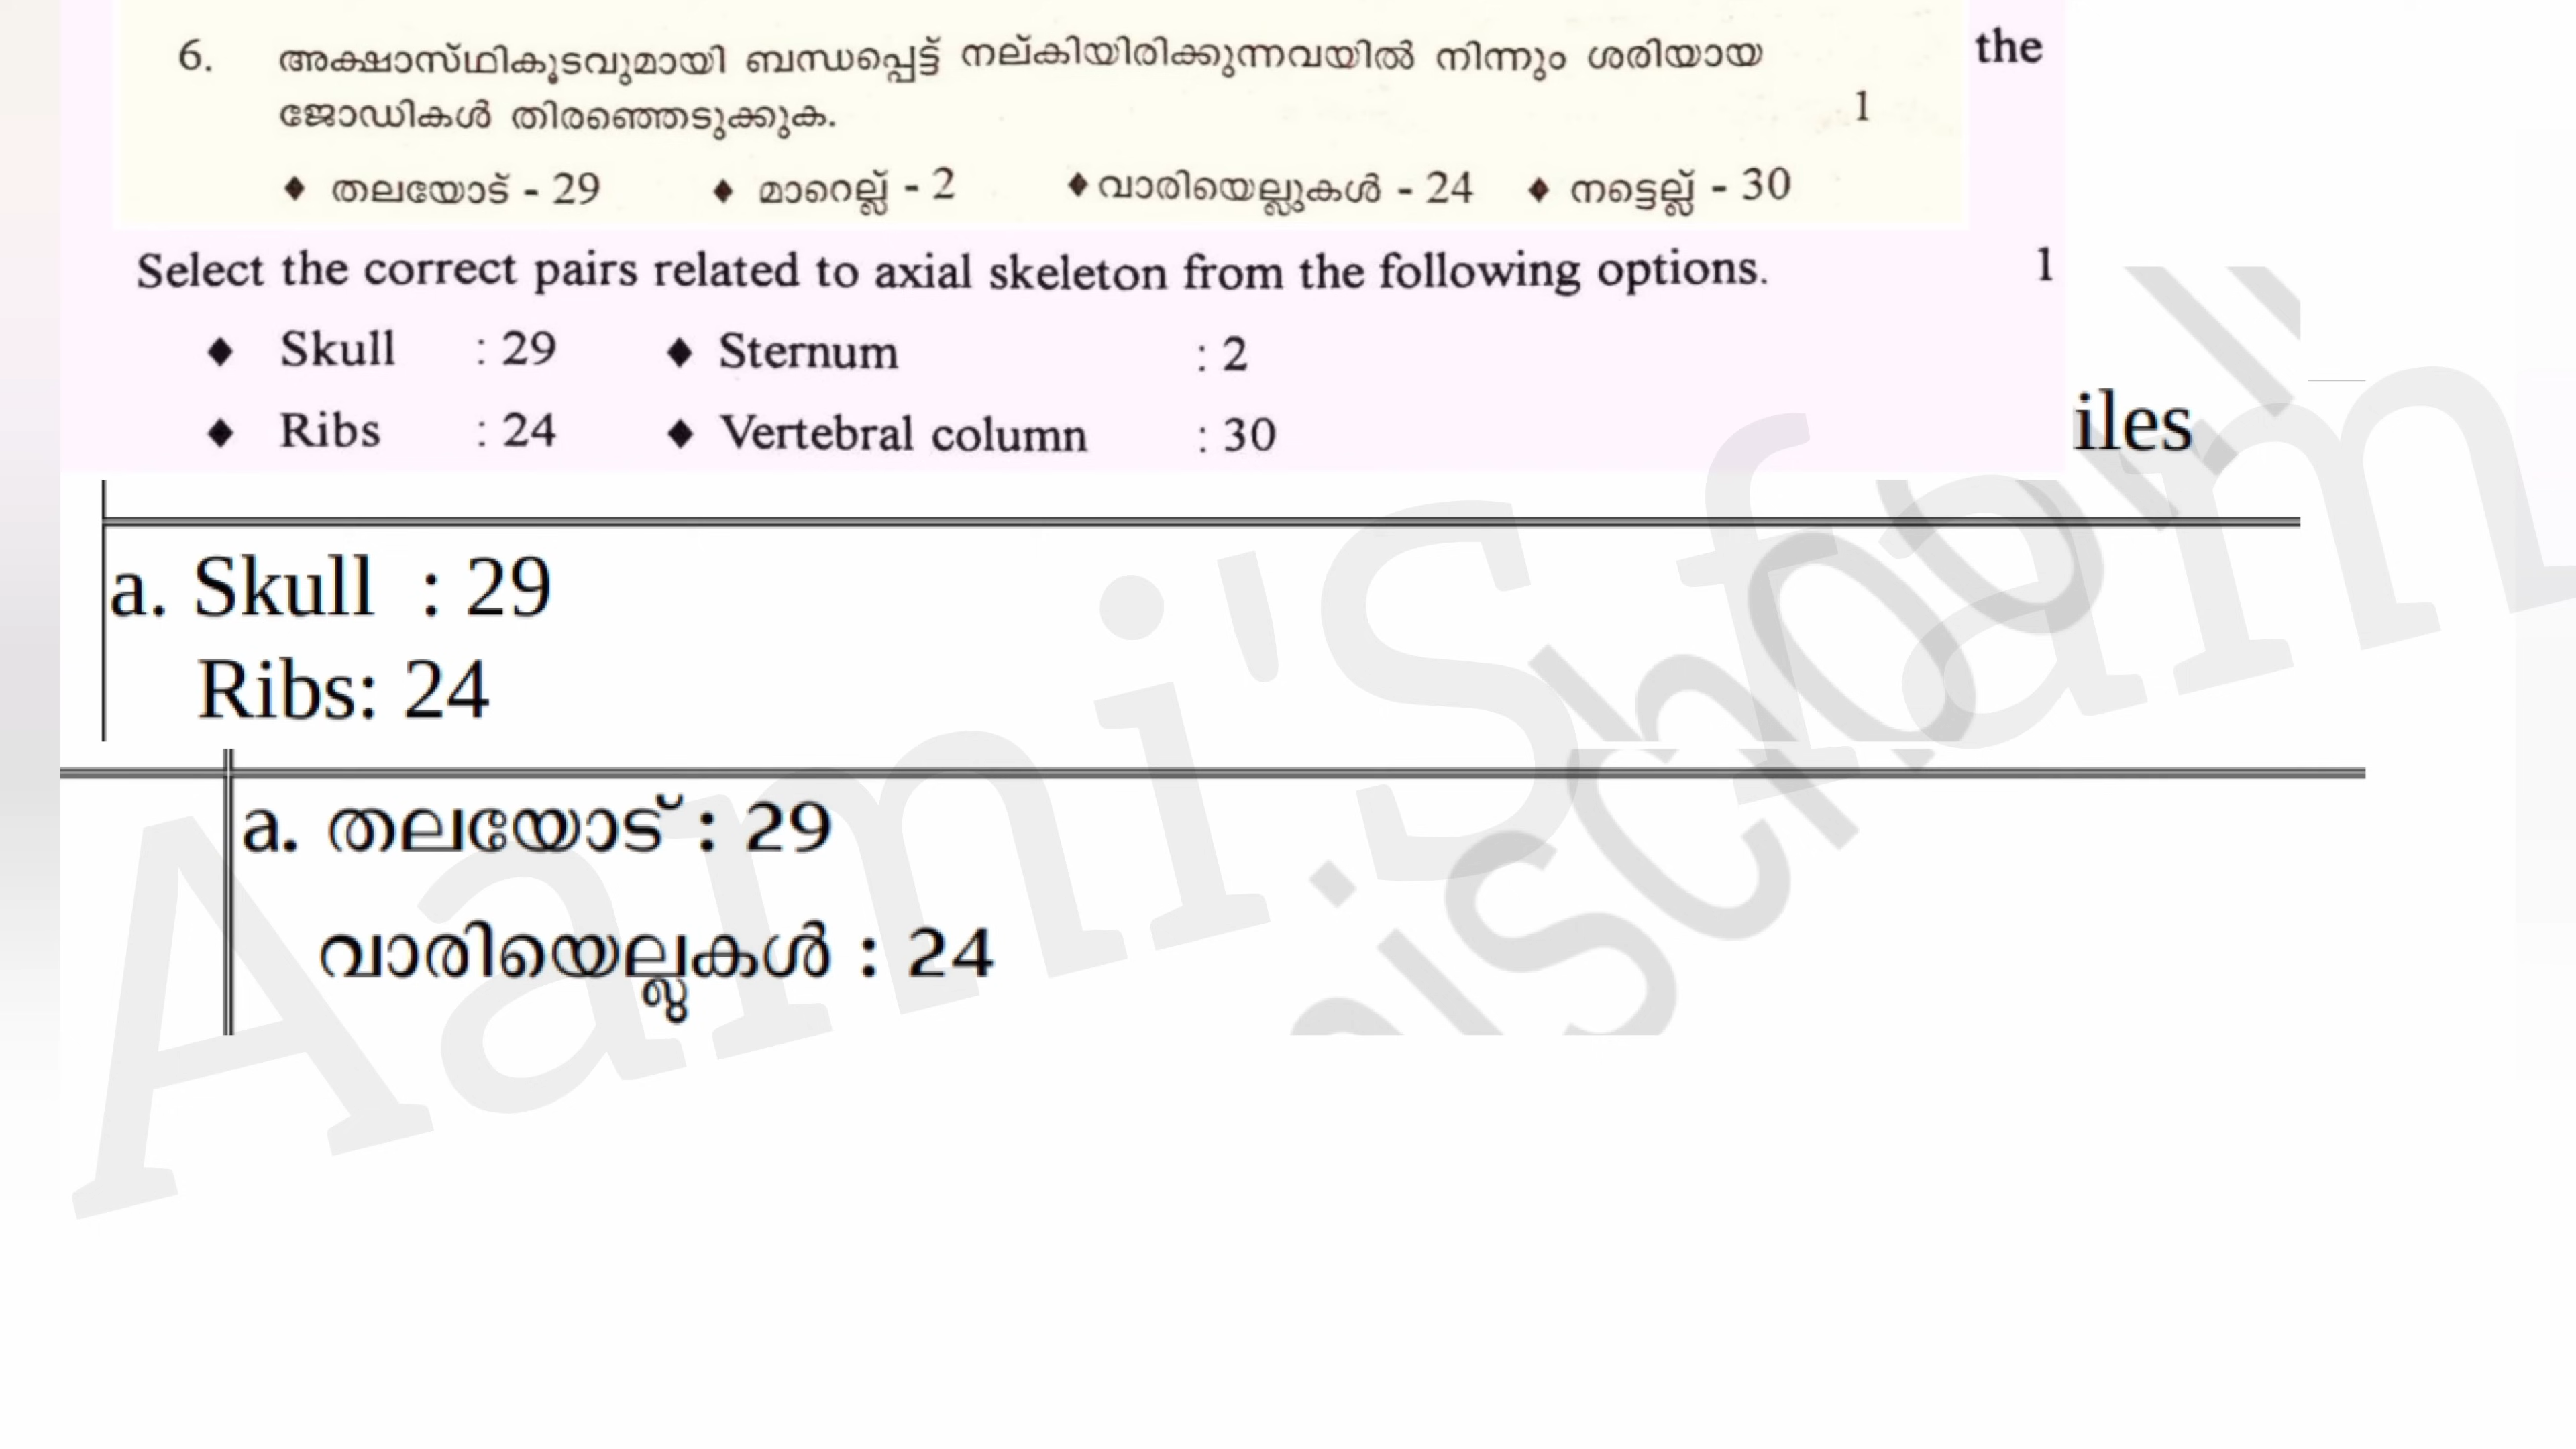 6. അക്ഷാസ്ഥികൂടവുമായി ബന്ധപ്പെട്ട് നല്കിയിരിക്കുന്നവയിൽ നിന്നും ശരിയായ
the
ജോഡികൾ തിരഞ്ഞെടുക്കുക. 1
♦ തലയോട് - 29 ♦ മാറെല്ല് - 2 ♦ വാരിയെല്ലുകൾ - 24 ♦ നട്ടെല്ല് - 30
Select the correct pairs related to axial skeleton from the following options. 1
♦ Skull : 29 ♦ Sternum : 2
♦ Ribs : 24 ♦ Vertebral column : 30
iles
a. Skull : 29
Ribs: 24
a. തലയോട് : 29
വാരിയെല്ലുകൾ : 24
Aami'S fam